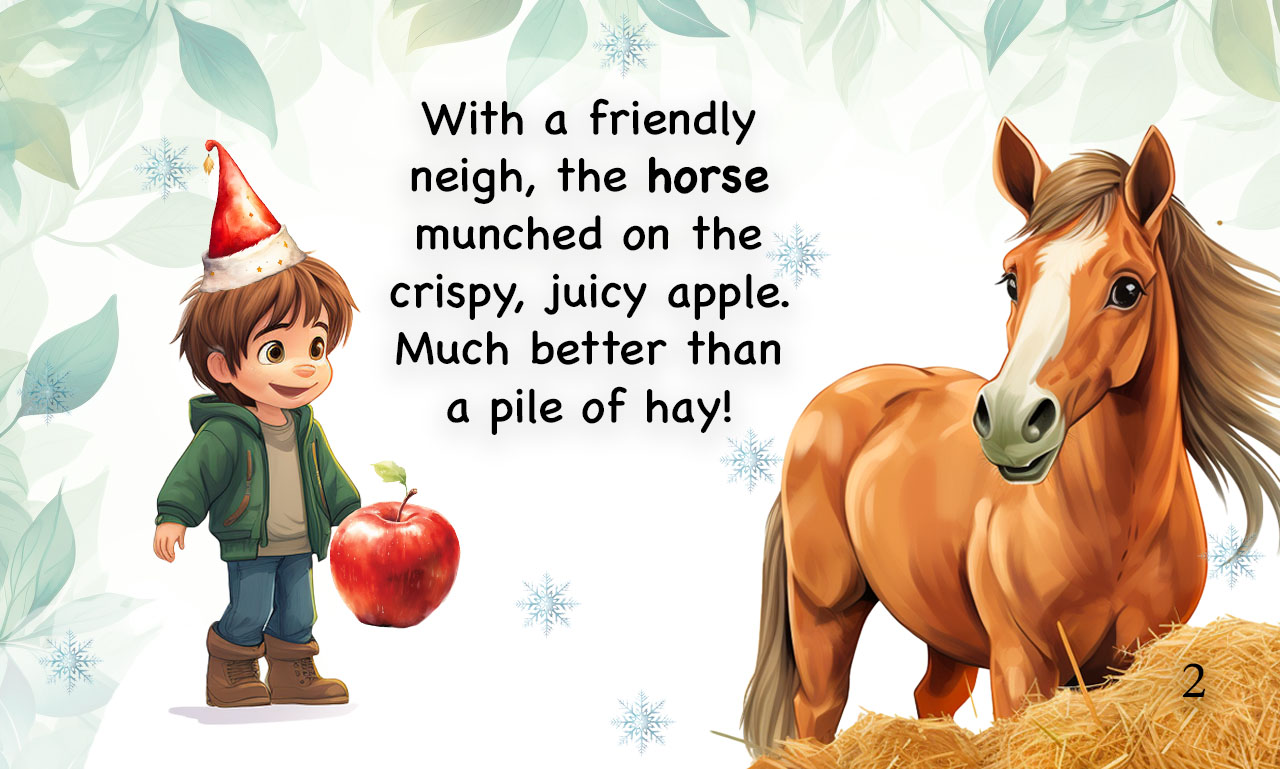 With a friendly
neigh, the horse
munched on the
crispy, juicy apple.
Much better than
a pile of hay!
2